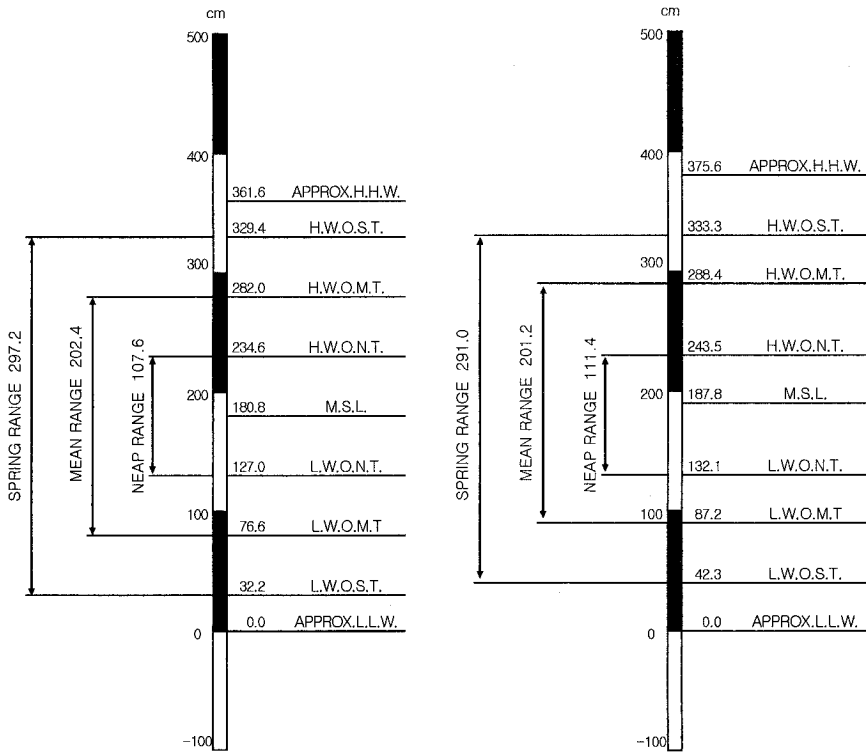 cm
500
400
361.6 APPROX.H.H.W.
329.4 H.W.O.S.T.
300
282.0 H.W.O.M.T.
234.6 H.W.O.N.T.
200
180.8 M.S.L.
127.0 L.W.O.N.T.
100
76.6 L.W.O.M.T
32.2 L.W.O.S.T.
0.0 APPROX.L.L.W.
0
-100
SPRING RANGE 297.2
MEAN RANGE 202.4
NEAP RANGE 107.6
cm
500
400
375.6 APPROX.H.H.W.
333.3 H.W.O.S.T.
300
288.4 H.W.O.M.T.
243.5 H.W.O.N.T.
200
187.8 M.S.L.
132.1 L.W.O.N.T.
100
87.2 L.W.O.M.T
42.3 L.W.O.S.T.
0.0 APPROX.L.L.W.
0
-100
SPRING RANGE 291.0
MEAN RANGE 201.2
NEAP RANGE 111.4